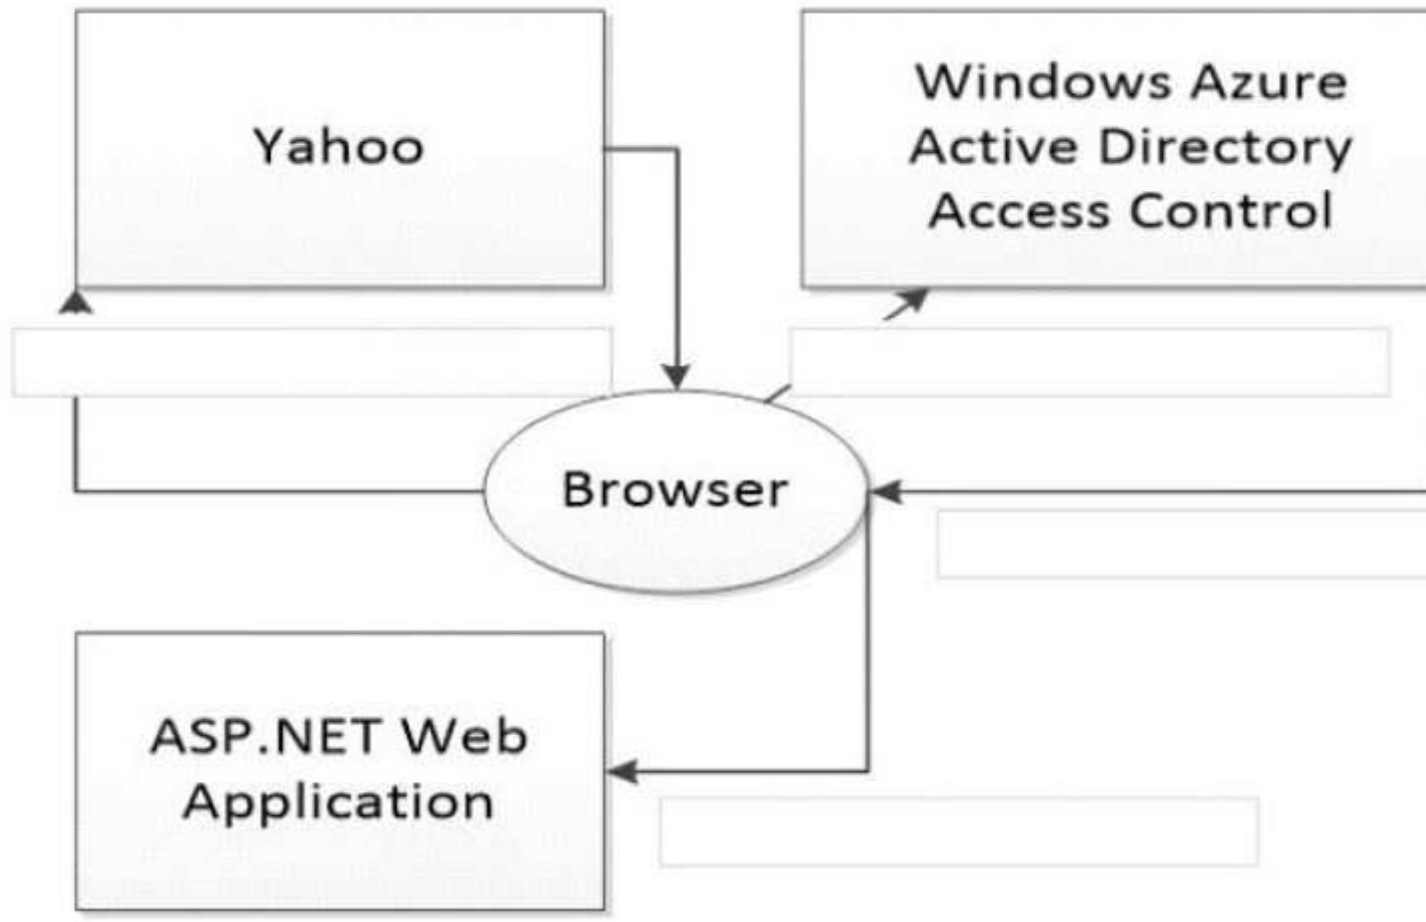 Yahoo
Windows Azure
Active Directory
Access Control
Browser
ASP.NET Web
Application